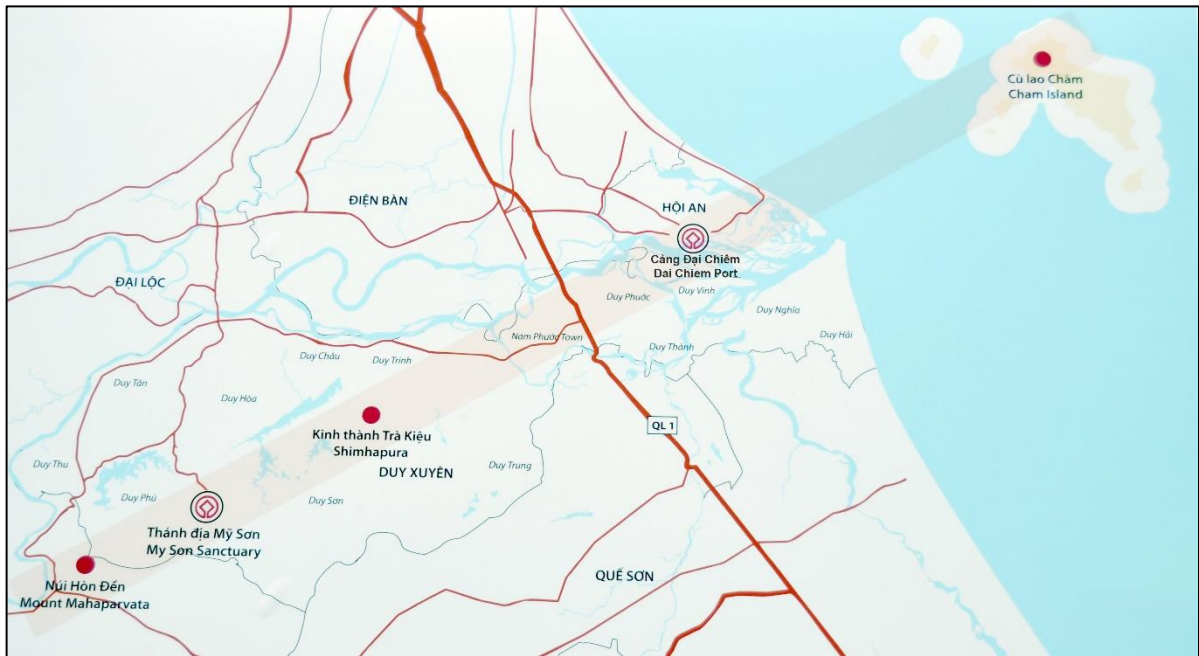 Cù lao Chàm
Cham Island
ĐIỆN BÀN
HỘI AN
Cảng Đại Chiêm
Dai Chiem Port
ĐẠI LỘC
Duy Phước
Duy Vinh
Duy Nghĩa
Duy Hải
Nam Phước Town
Duy Thành
Duy Châu
Duy Trinh
Duy Tân
Duy Hòa
Kinh thành Trà Kiệu
Shimhapura
QL 1
DUY XUYÊN
Duy Trung
Duy Thu
Duy Phú
Duy Sơn
Thánh địa Mỹ Sơn
My Son Sanctuary
Núi Hòn Đền
Mount Mahaparvata
QUẾ SƠN